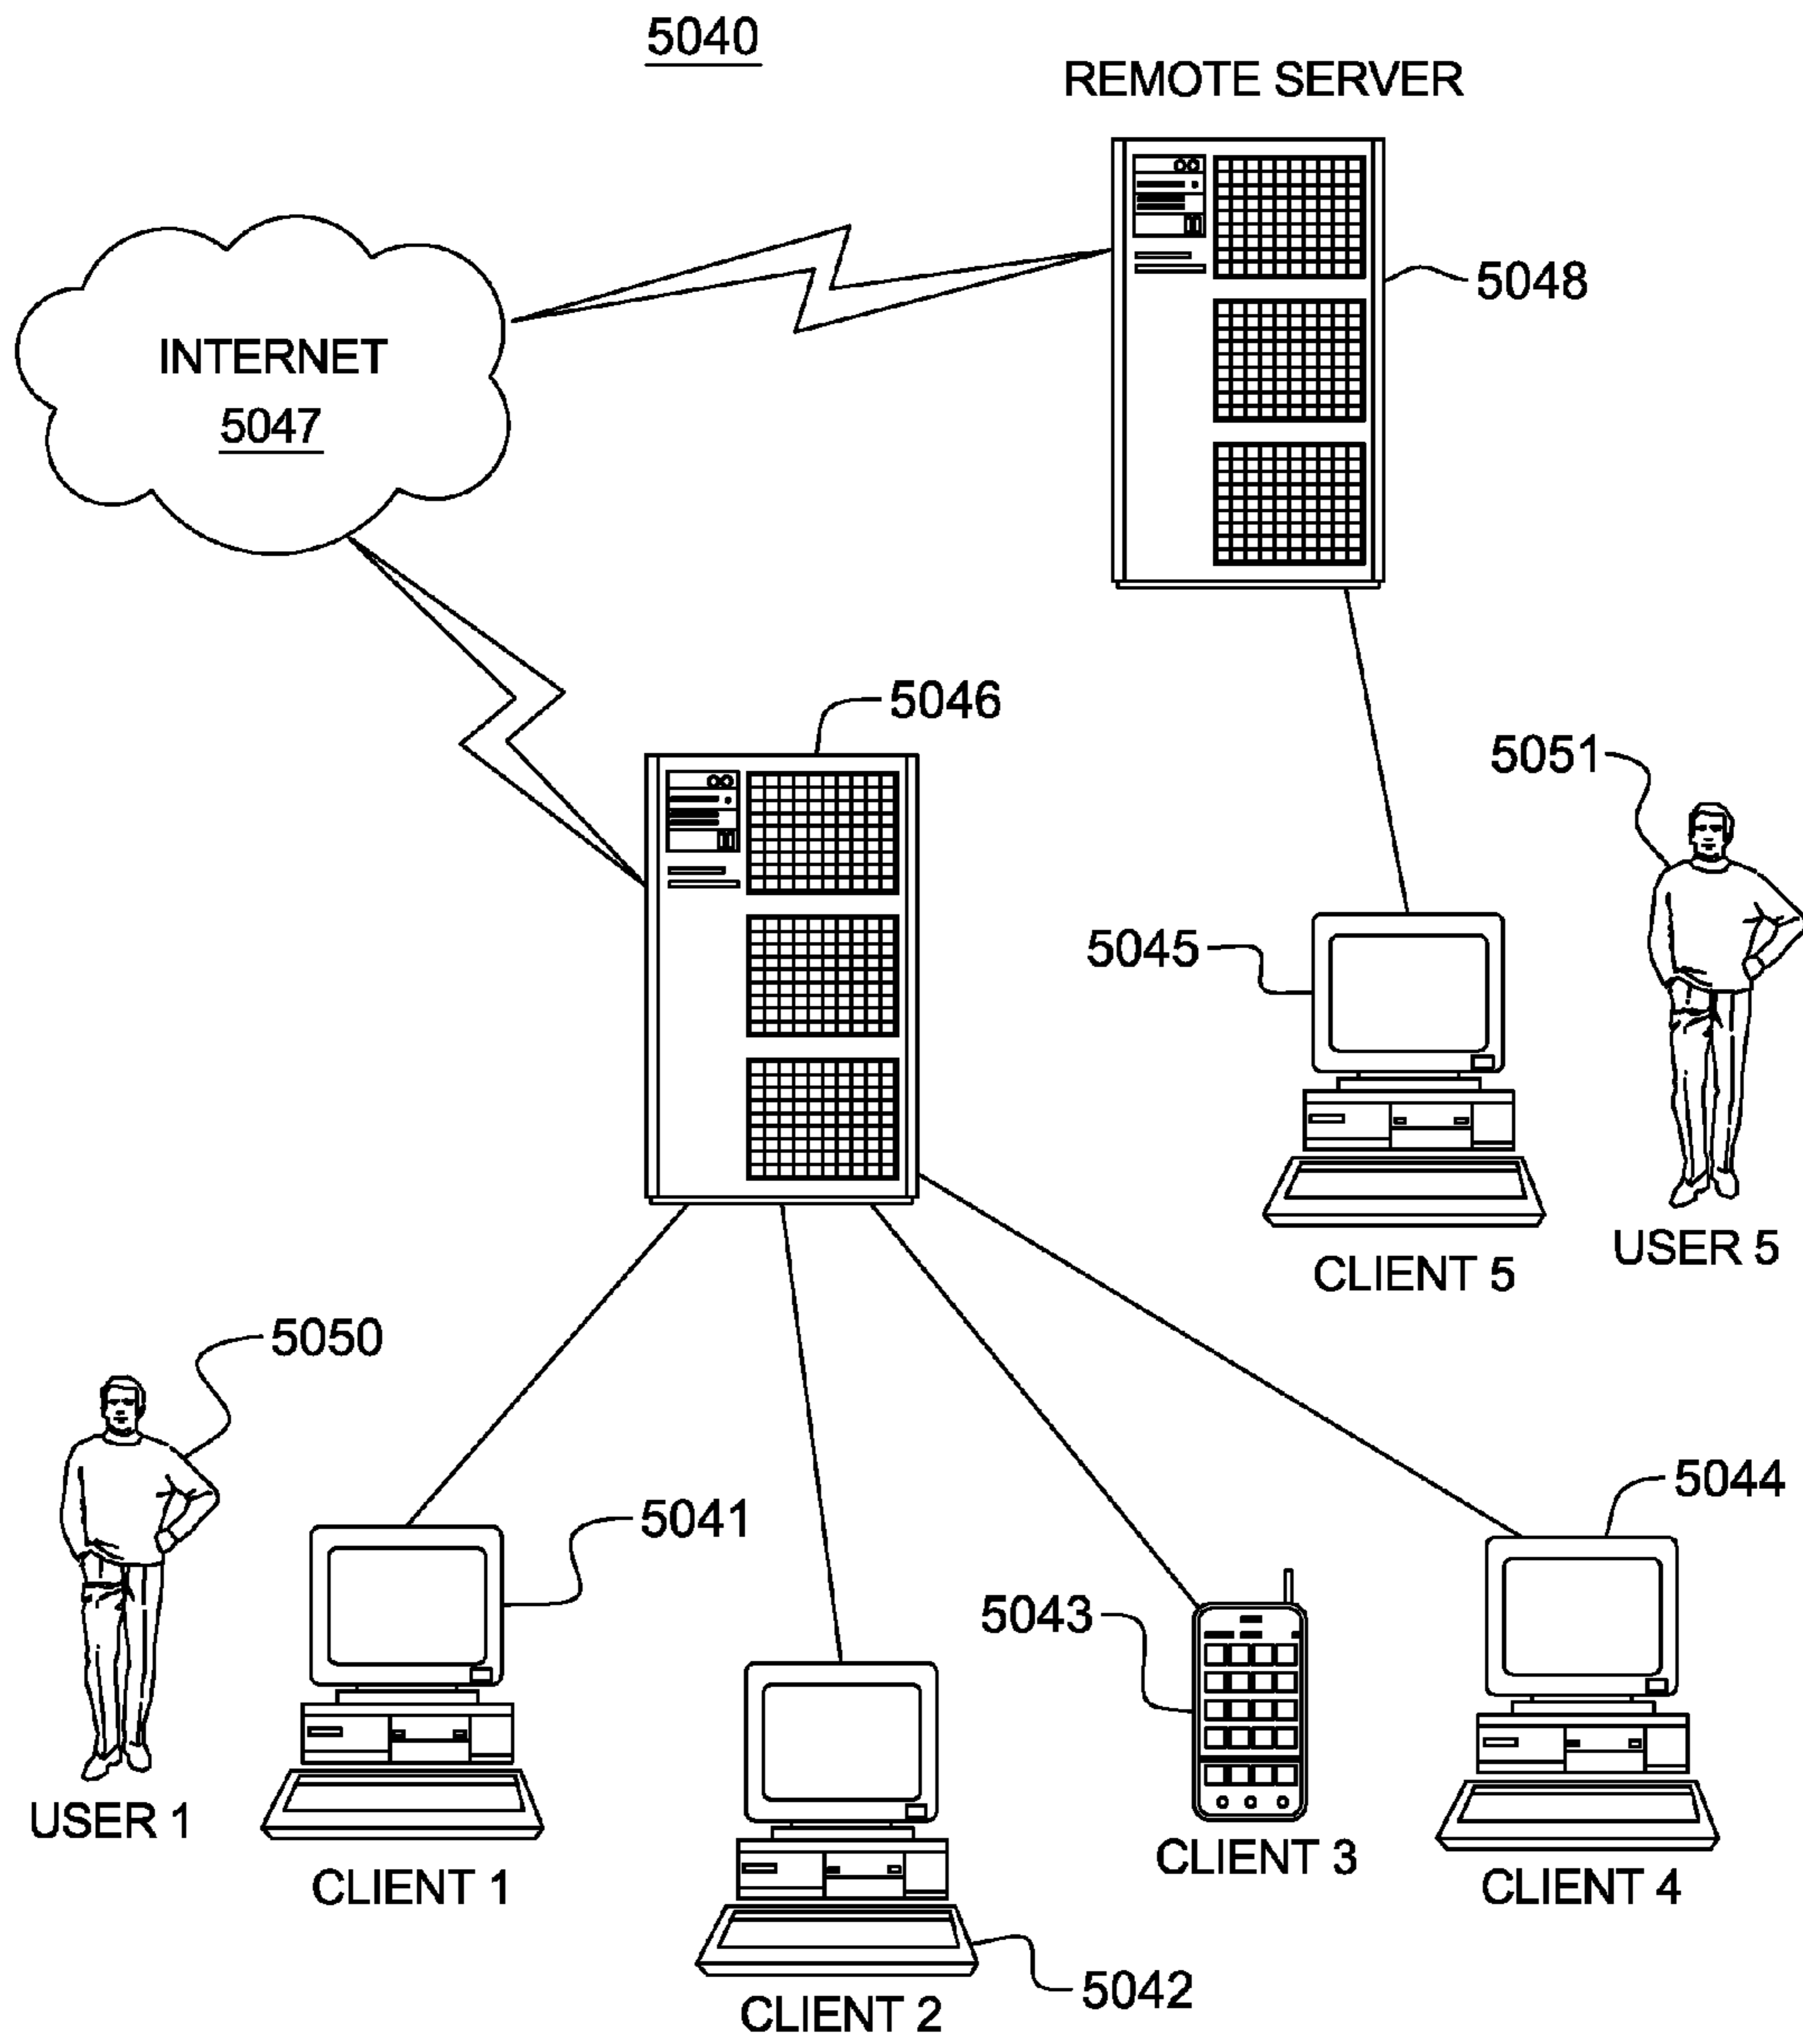 5040
REMOTE SERVER
5048
INTERNET
5047
5046
5051
5045
USER 5
CLIENT 5
5050
5044
5041
5043
USER 1
CLIENT 3
CLIENT 1
CLIENT 4
5042
CLIENT 2